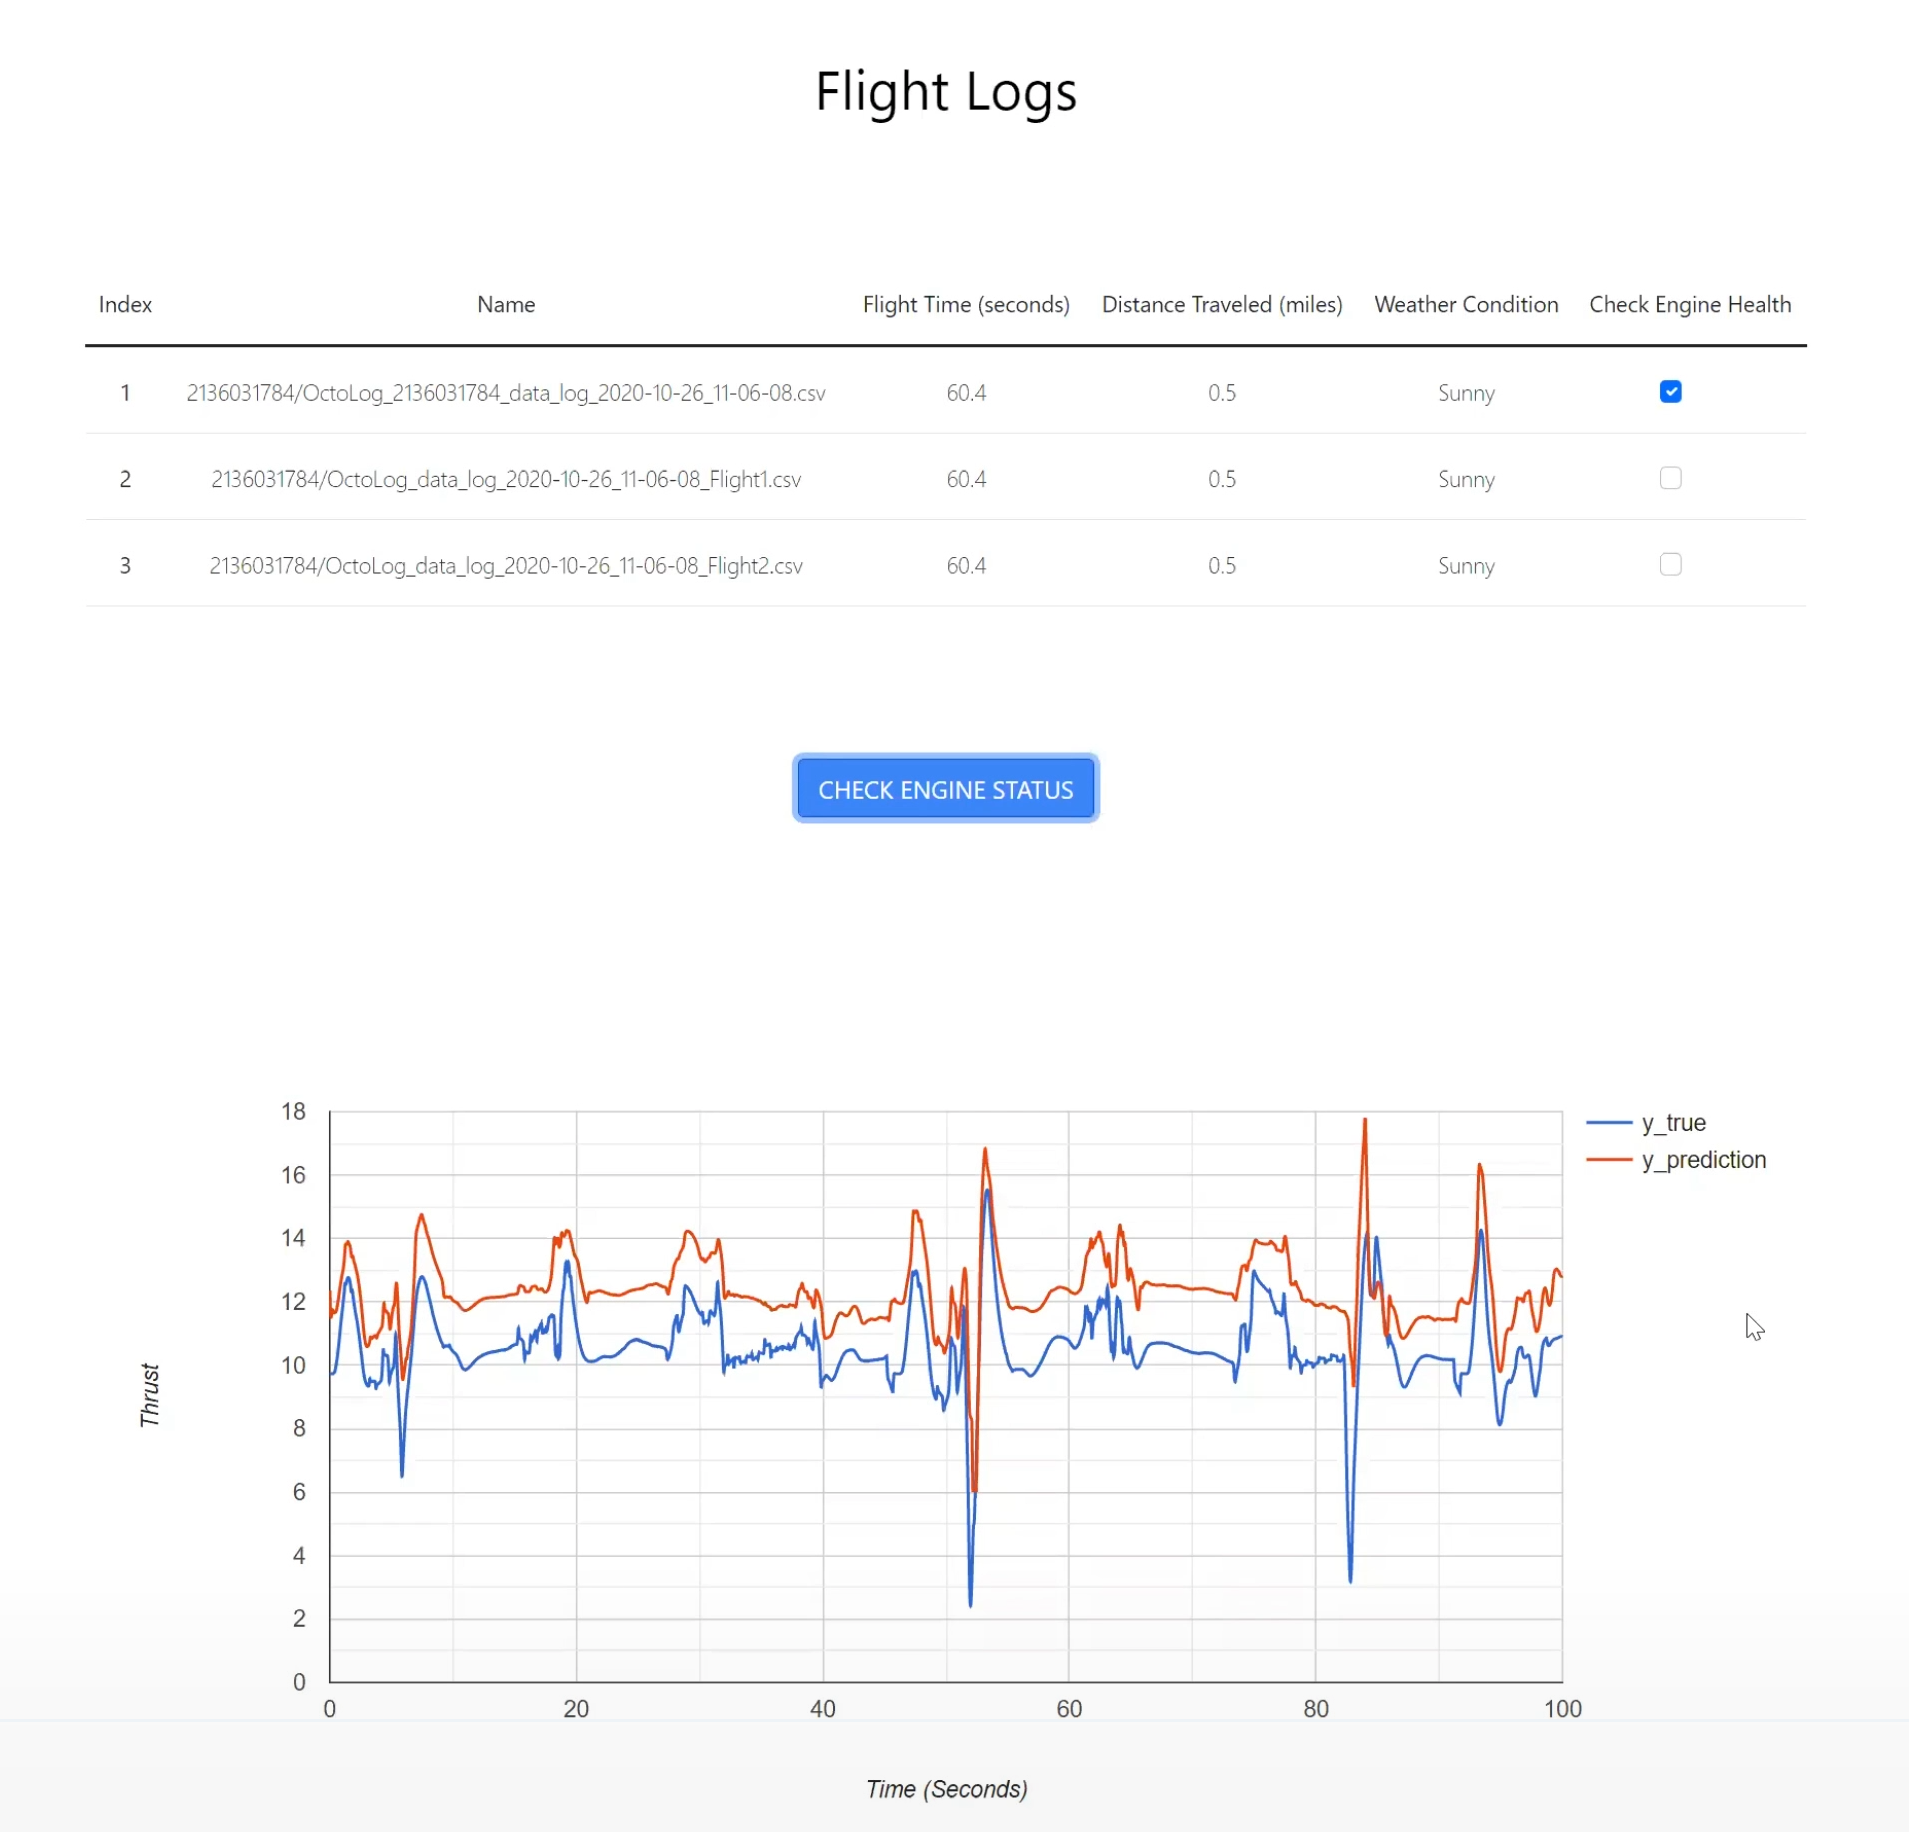 Flight Logs
Index Name Flight Time (seconds) Distance Traveled (miles) Weather Condition Check Engine Health
1 2136031784/OctoLog_2136031784_data_log_2020-10-26_11-06-08.csv 60.4 0.5 Sunny
2 2136031784/OctoLog_data_log_2020-10-26_11-06-08_Flight1.csv 60.4 0.5 Sunny
3 2136031784/OctoLog_data_log_2020-10-26_11-06-08_Flight2.csv 60.4 0.5 Sunny
CHECK ENGINE STATUS
18
16
14
12
10
8
6
4
2
0
Thrust
0 20 40 60 80 100
Time (Seconds)
y_true
y_prediction